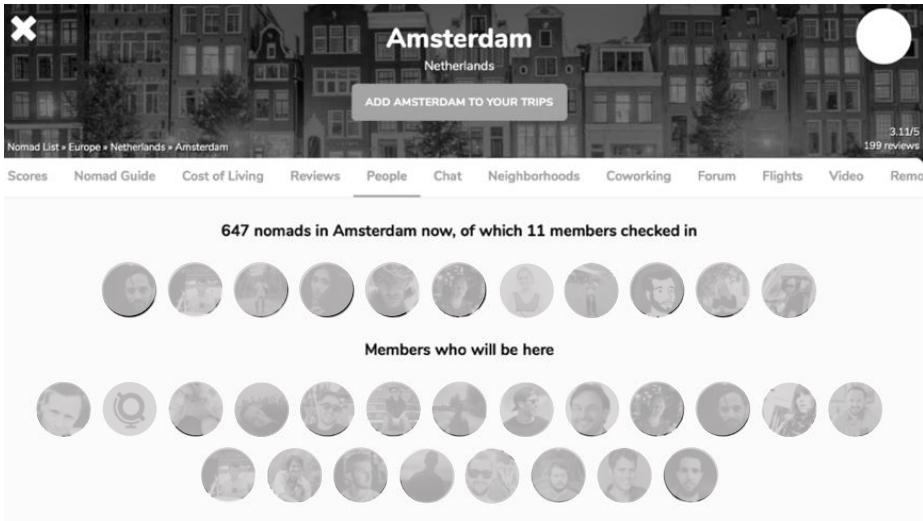 Amsterdam
Netherlands
ADD AMSTERDAM TO YOUR TRIPS
3.11/5
Nomad List » Europe » Netherlands » Amsterdam
199 reviews
Scores Nomad Guide Cost of Living Reviews People Chat Neighborhoods Coworking Forum Flights Video Remo
647 nomads in Amsterdam now, of which 11 members checked in
Members who will be here